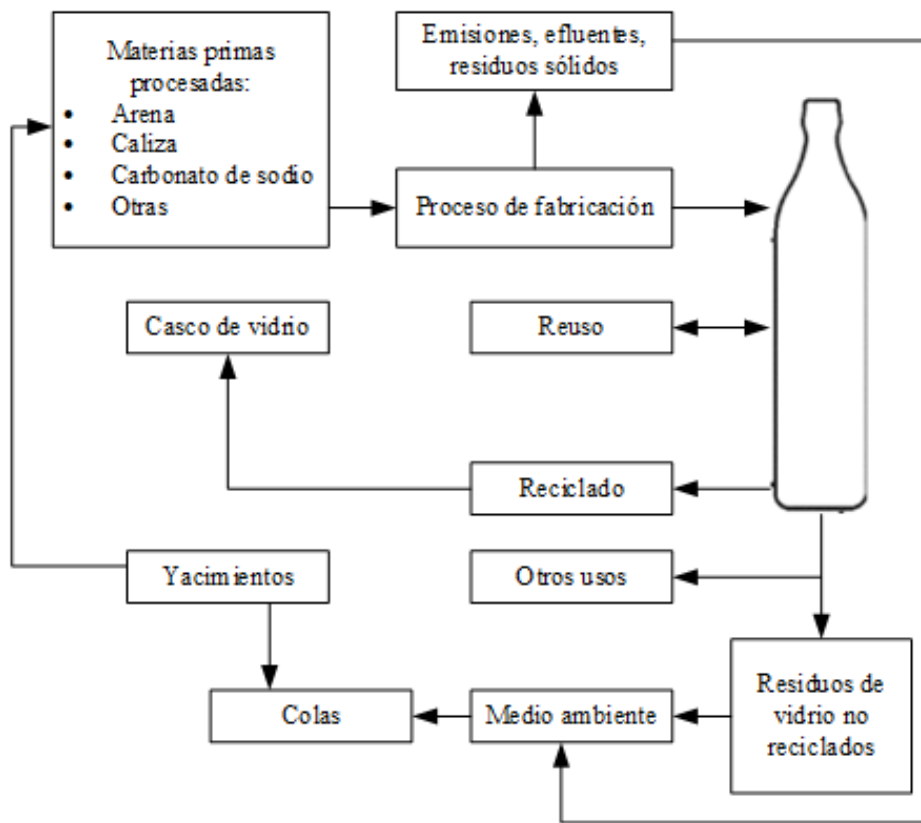 Materias primas
procesadas:
• Arena
• Caliza
• Carbonato de sodio
• Otras
Emisiones, efluentes,
residuos sólidos
Proceso de fabricación
Casco de vidrio
Reuso
Reciclado
Yacimientos
Otros usos
Colas
Medio ambiente
Residuos de
vidrio no
reciclados